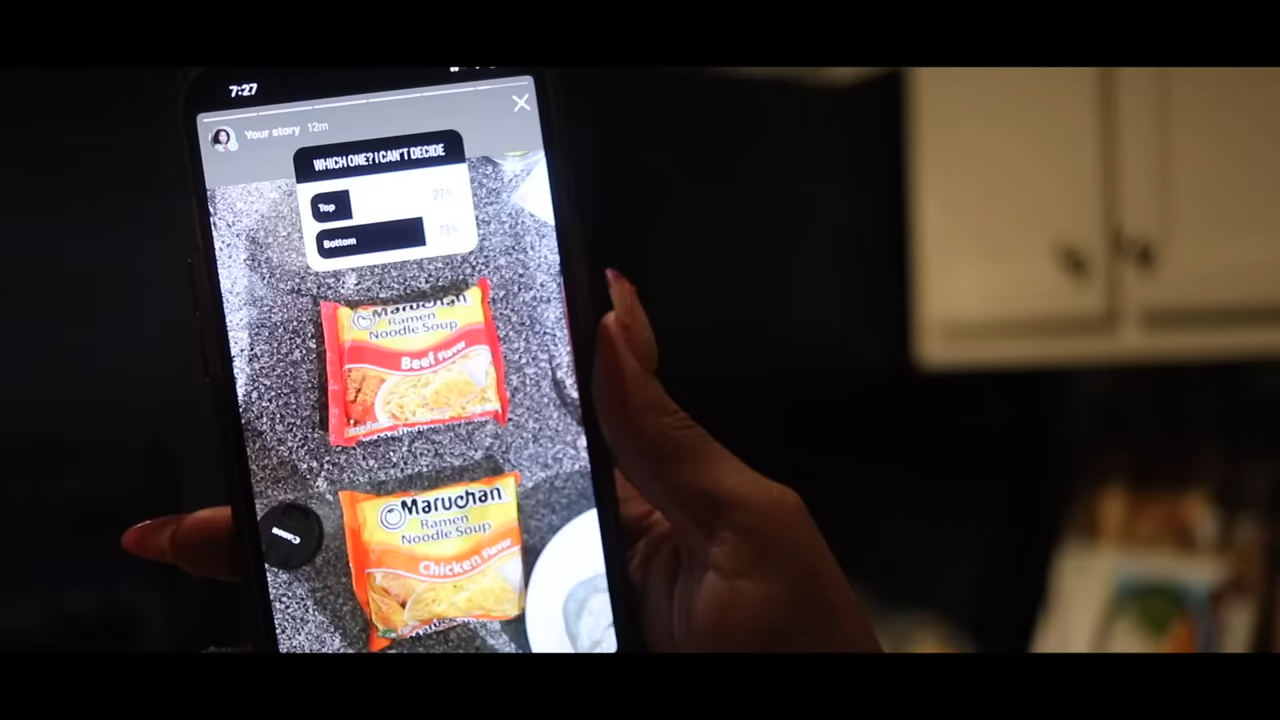 7:27
Your story 12m
WHICH ONE? I CAN'T DECIDE
Top 27%
Bottom 73%
Maruchan
Ramen
Noodle Soup
Beef Flavor
Maruchan
Ramen
Noodle Soup
Chicken Flavor
Canon